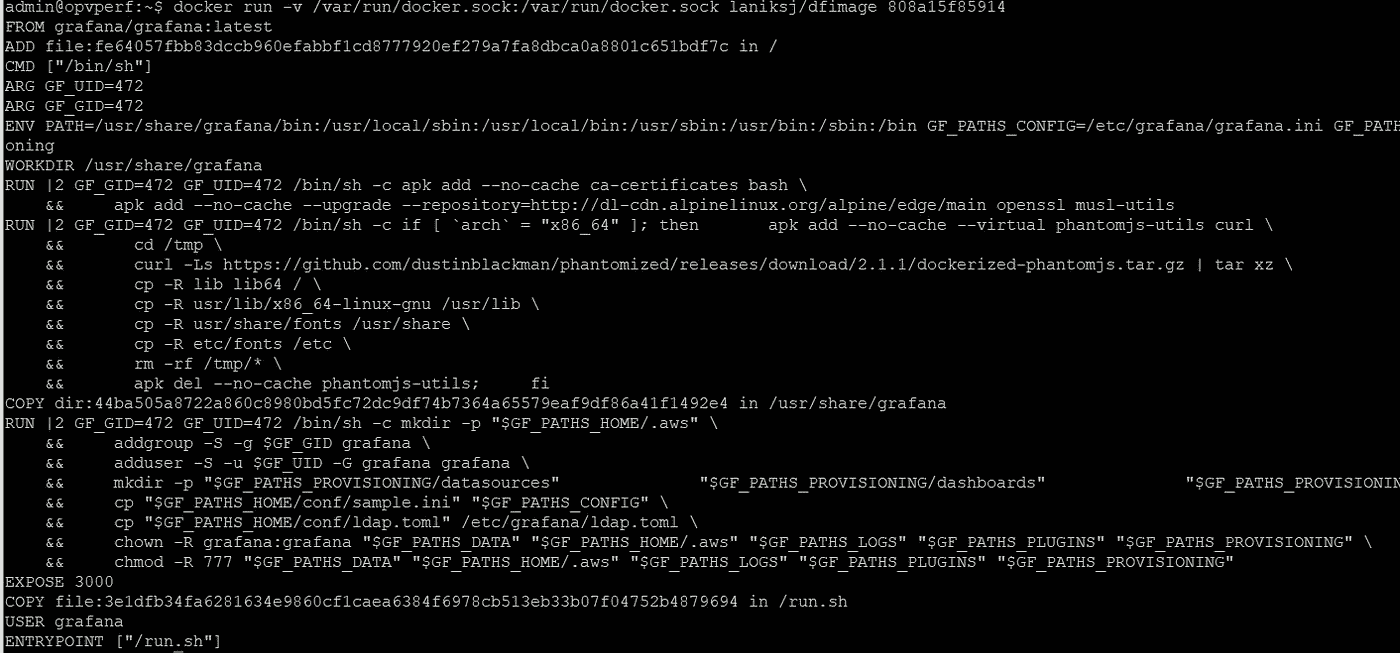 admin@opvperf:~$ docker run -v /var/run/docker.sock:/var/run/docker.sock laniksj/dfimage 808a15f85914
FROM grafana/grafana:latest
ADD file:fe64057fbb83dccb960efabbf1cd8777920ef279a7fa8dbca0a8801c651bdf7c in /
CMD ["/bin/sh"]
ARG GF_UID=472
ARG GF_GID=472
ENV PATH=/usr/share/grafana/bin:/usr/local/sbin:/usr/local/bin:/usr/sbin:/usr/bin:/sbin:/bin GF_PATHS_CONFIG=/etc/grafana/grafana.ini GF_PATH
oning
WORKDIR /usr/share/grafana
RUN |2 GF_GID=472 GF_UID=472 /bin/sh -c apk add --no-cache ca-certificates bash \
    &&     apk add --no-cache --upgrade --repository=http://dl-cdn.alpinelinux.org/alpine/edge/main openssl musl-utils
RUN |2 GF_GID=472 GF_UID=472 /bin/sh -c if [ `arch` = "x86_64" ]; then       apk add --no-cache --virtual phantomjs-utils curl \
    &&       cd /tmp \
    &&       curl -Ls https://github.com/dustinblackman/phantomized/releases/download/2.1.1/dockerized-phantomjs.tar.gz | tar xz \
    &&       cp -R lib lib64 / \
    &&       cp -R usr/lib/x86_64-linux-gnu /usr/lib \
    &&       cp -R usr/share/fonts /usr/share \
    &&       cp -R etc/fonts /etc \
    &&       rm -rf /tmp/* \
    &&       apk del --no-cache phantomjs-utils;     fi
COPY dir:44ba505a8722a860c8980bd5fc72dc9df74b7364a65579eaf9df86a41f1492e4 in /usr/share/grafana
RUN |2 GF_GID=472 GF_UID=472 /bin/sh -c mkdir -p "$GF_PATHS_HOME/.aws" \
    &&     addgroup -S -g $GF_GID grafana \
    &&     adduser -S -u $GF_UID -G grafana grafana \
    &&     mkdir -p "$GF_PATHS_PROVISIONING/datasources"              "$GF_PATHS_PROVISIONING/dashboards"              "$GF_PATHS_PROVISIONIN
    &&     cp "$GF_PATHS_HOME/conf/sample.ini" "$GF_PATHS_CONFIG" \
    &&     cp "$GF_PATHS_HOME/conf/ldap.toml" /etc/grafana/ldap.toml \
    &&     chown -R grafana:grafana "$GF_PATHS_DATA" "$GF_PATHS_HOME/.aws" "$GF_PATHS_LOGS" "$GF_PATHS_PLUGINS" "$GF_PATHS_PROVISIONING" \
    &&     chmod -R 777 "$GF_PATHS_DATA" "$GF_PATHS_HOME/.aws" "$GF_PATHS_LOGS" "$GF_PATHS_PLUGINS" "$GF_PATHS_PROVISIONING"
EXPOSE 3000
COPY file:3e1dfb34fa6281634e9860cf1caea6384f6978cb513eb33b07f04752b4879694 in /run.sh
USER grafana
ENTRYPOINT ["/run.sh"]